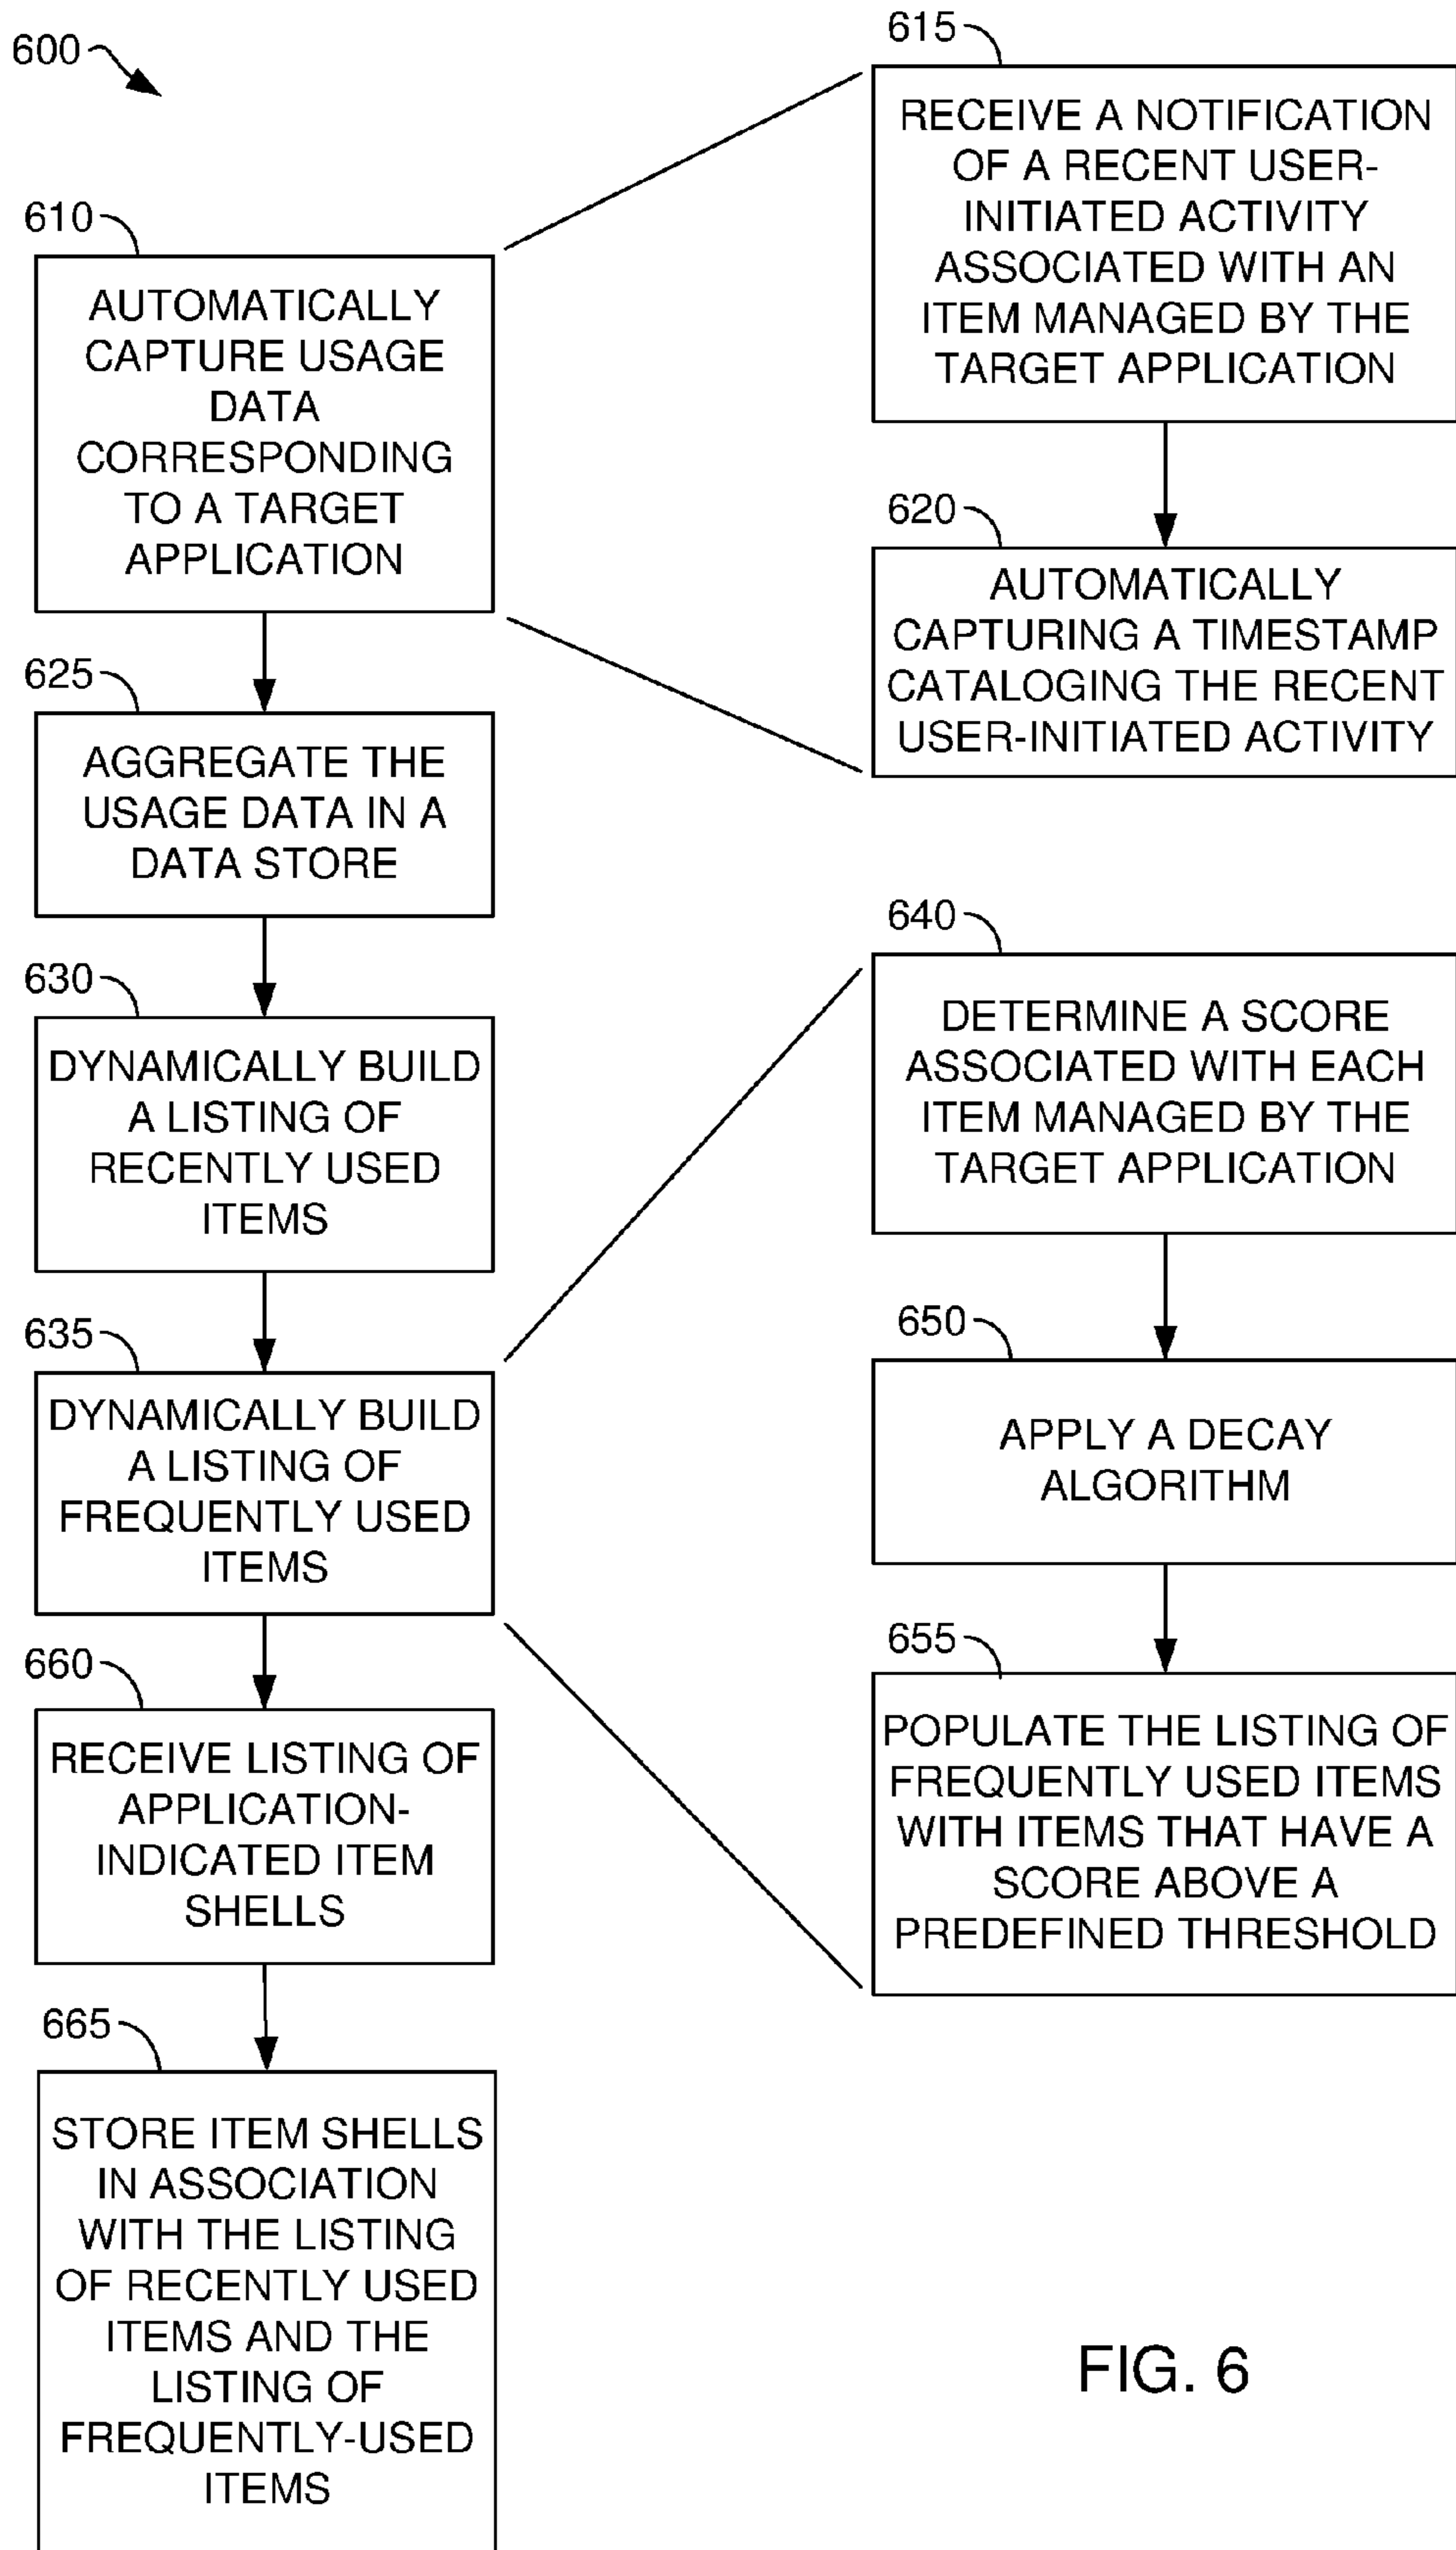 600
610
AUTOMATICALLY
CAPTURE USAGE
DATA
CORRESPONDING
TO A TARGET
APPLICATION
615
RECEIVE A NOTIFICATION
OF A RECENT USER-
INITIATED ACTIVITY
ASSOCIATED WITH AN
ITEM MANAGED BY THE
TARGET APPLICATION
620
AUTOMATICALLY
CAPTURING A TIMESTAMP
CATALOGING THE RECENT
USER-INITIATED ACTIVITY
625
AGGREGATE THE
USAGE DATA IN A
DATA STORE
630
DYNAMICALLY BUILD
A LISTING OF
RECENTLY USED
ITEMS
635
DYNAMICALLY BUILD
A LISTING OF
FREQUENTLY USED
ITEMS
640
DETERMINE A SCORE
ASSOCIATED WITH EACH
ITEM MANAGED BY THE
TARGET APPLICATION
650
APPLY A DECAY
ALGORITHM
655
POPULATE THE LISTING OF
FREQUENTLY USED ITEMS
WITH ITEMS THAT HAVE A
SCORE ABOVE A
PREDEFINED THRESHOLD
660
RECEIVE LISTING OF
APPLICATION-
INDICATED ITEM
SHELLS
665
STORE ITEM SHELLS
IN ASSOCIATION
WITH THE LISTING
OF RECENTLY USED
ITEMS AND THE
LISTING OF
FREQUENTLY-USED
ITEMS
FIG. 6